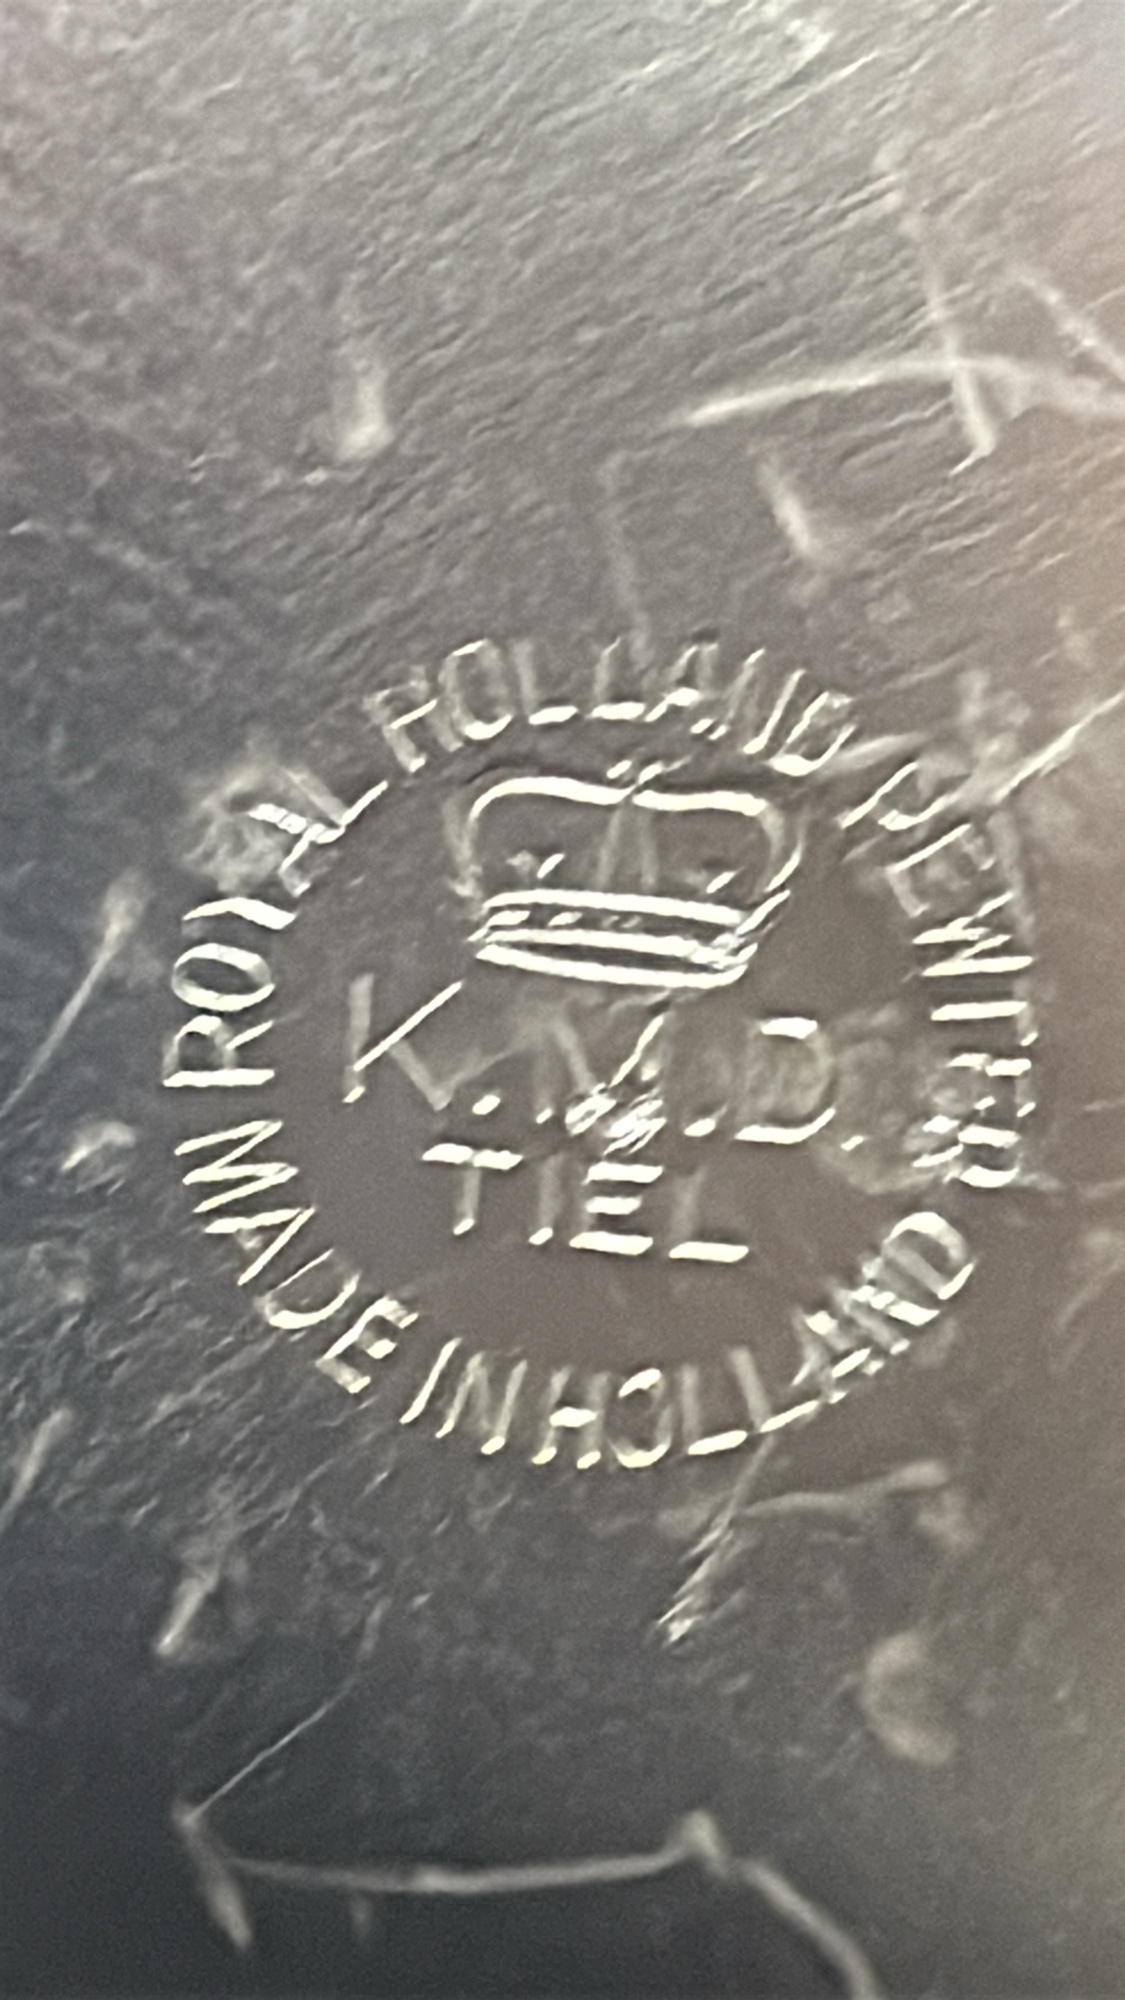 ROYAL HOLLAND PEWTER
K.M.D.
TIEL
MADE IN HOLLAND